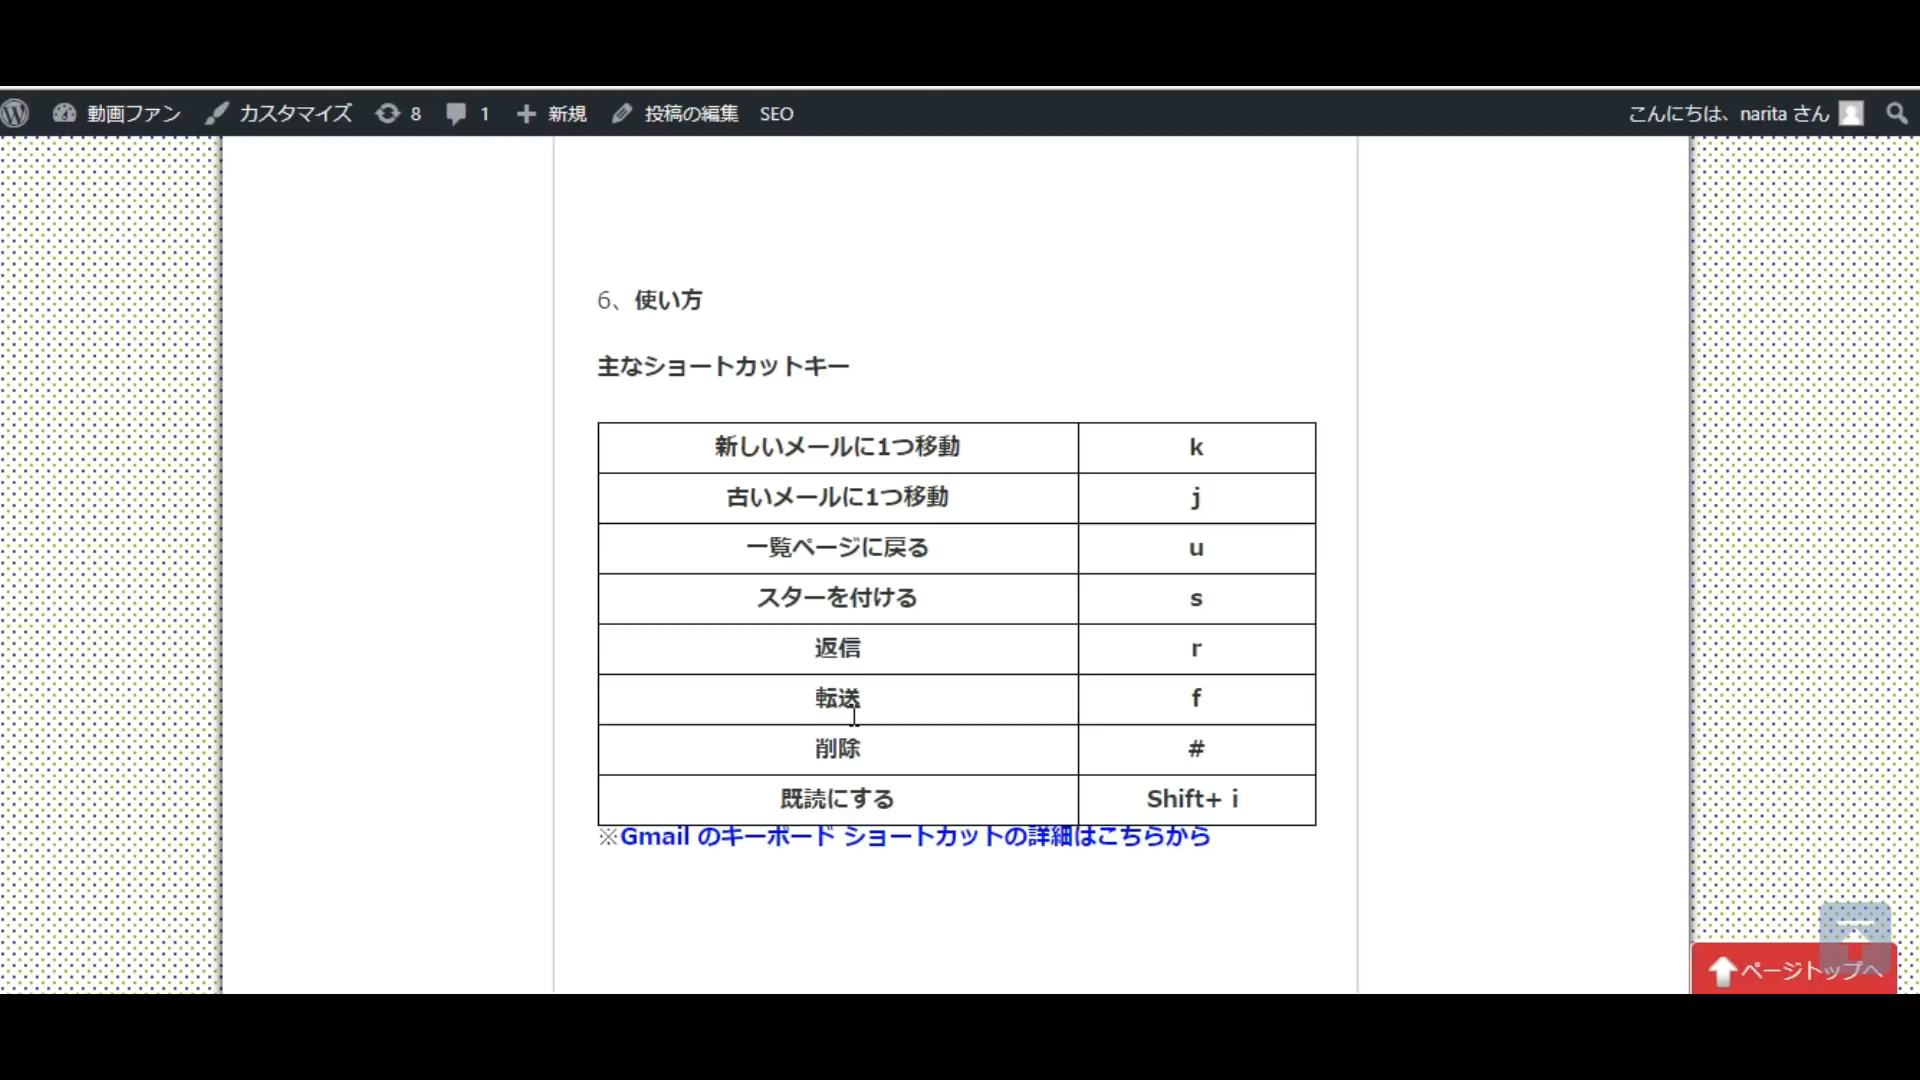 動画ファン カスタマイズ 8 1 新規 投稿の編集 SEO こんにちは、narita さん
6、使い方
主なショートカットキー
新しいメールに1つ移動 k
古いメールに1つ移動 j
一覧ページに戻る u
スターを付ける s
返信 r
転送 f
削除 #
既読にする Shift+ i
※Gmail のキーボード ショートカットの詳細はこちらから
ページトップへ